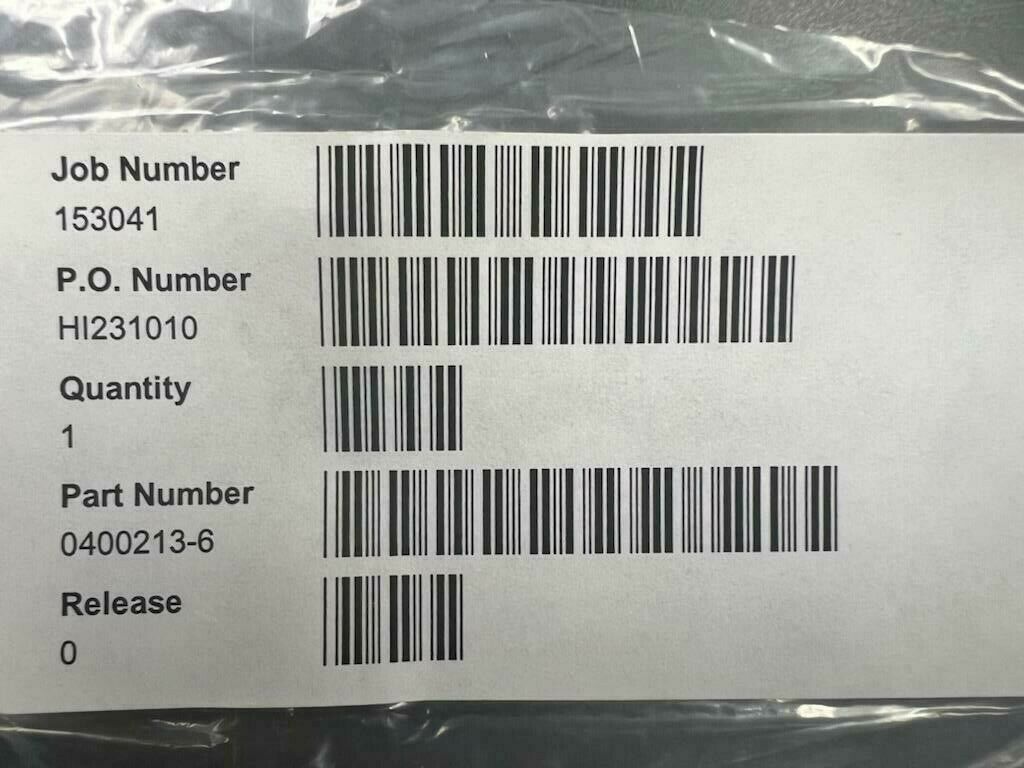 Job Number
153041
P.O. Number
HI231010
Quantity
1
Part Number
0400213-6
Release
0